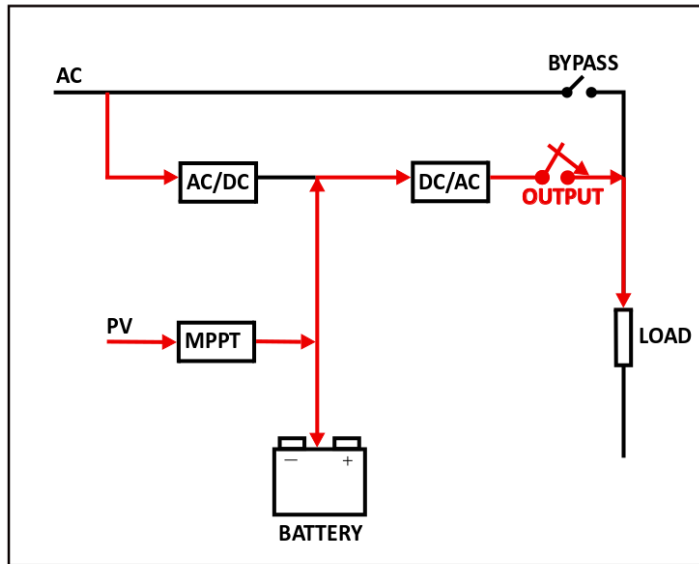 AC
BYPASS
AC/DC
DC/AC
OUTPUT
PV
MPPT
LOAD
— +
BATTERY